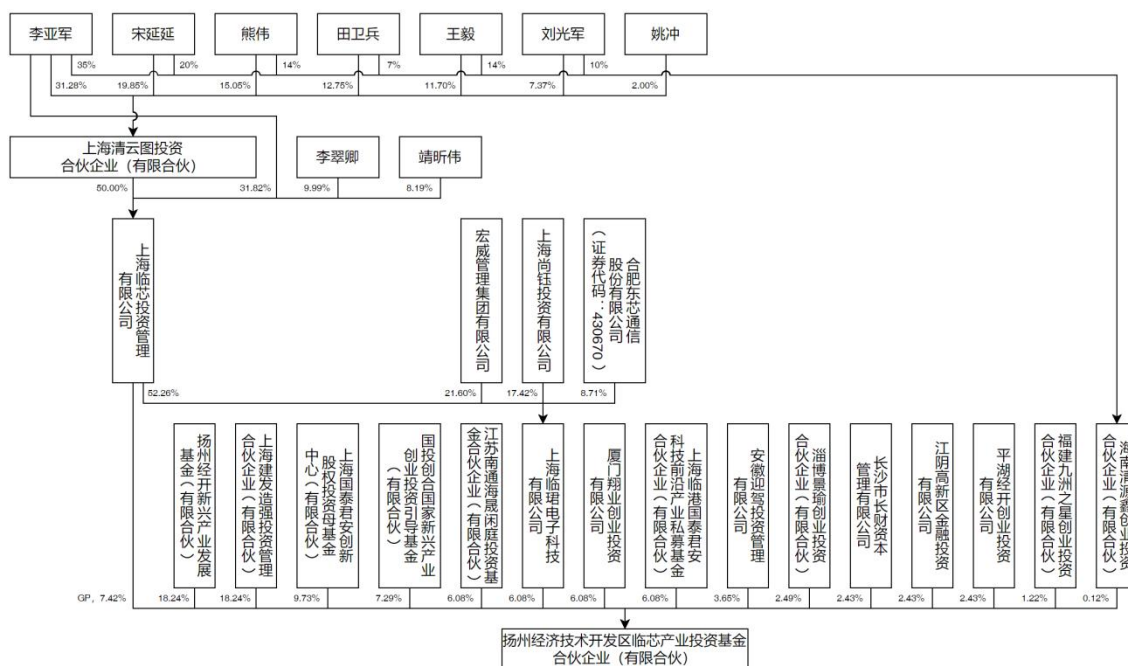 李亚军
宋延延
熊伟
田卫兵
王毅
刘光军
姚冲
35%
20%
14%
7%
14%
10%
31.28%
19.85%
15.05%
12.75%
11.70%
7.37%
2.00%
上海清云图投资
合伙企业（有限合伙）
李翠卿
靖昕伟
50.00%
31.82%
9.99%
8.19%
上海临芯投资管理
有限公司
宏威管理集团有限公司
上海尚钰投资有限公司
合肥东芯通信
股份有限公司
（证券代码：430670）
52.26%
21.60%
17.42%
8.71%
扬州经开新兴产业发展
基金（有限合伙）
上海建发造强投资管理
合伙企业（有限合伙）
上海国泰君安创新
股权投资母基金
中心（有限合伙）
国投创合国家新兴产业
创业投资引导基金
（有限合伙）
江苏南通海晟闲庭投资基
金合伙企业（有限合伙）
上海临珺电子科技
有限公司
厦门翔业创业投资
有限公司
上海临港国泰君安
科技前沿产业私募基金
合伙企业（有限合伙）
安徽迎驾投资管理
有限公司
淄博景瑜创业投资
合伙企业（有限合伙）
长沙市长财资本
管理有限公司
江阴高新区金融投资
有限公司
平湖经开创业投资
有限公司
福建九洲之星创业投资
合伙企业（有限合伙）
海南清源鑫创业投资
合伙企业（有限合伙）
GP，7.42%
18.24%
18.24%
9.73%
7.29%
6.08%
6.08%
6.08%
6.08%
3.65%
2.49%
2.43%
2.43%
2.43%
1.22%
0.12%
扬州经济技术开发区临芯产业投资基金
合伙企业（有限合伙）